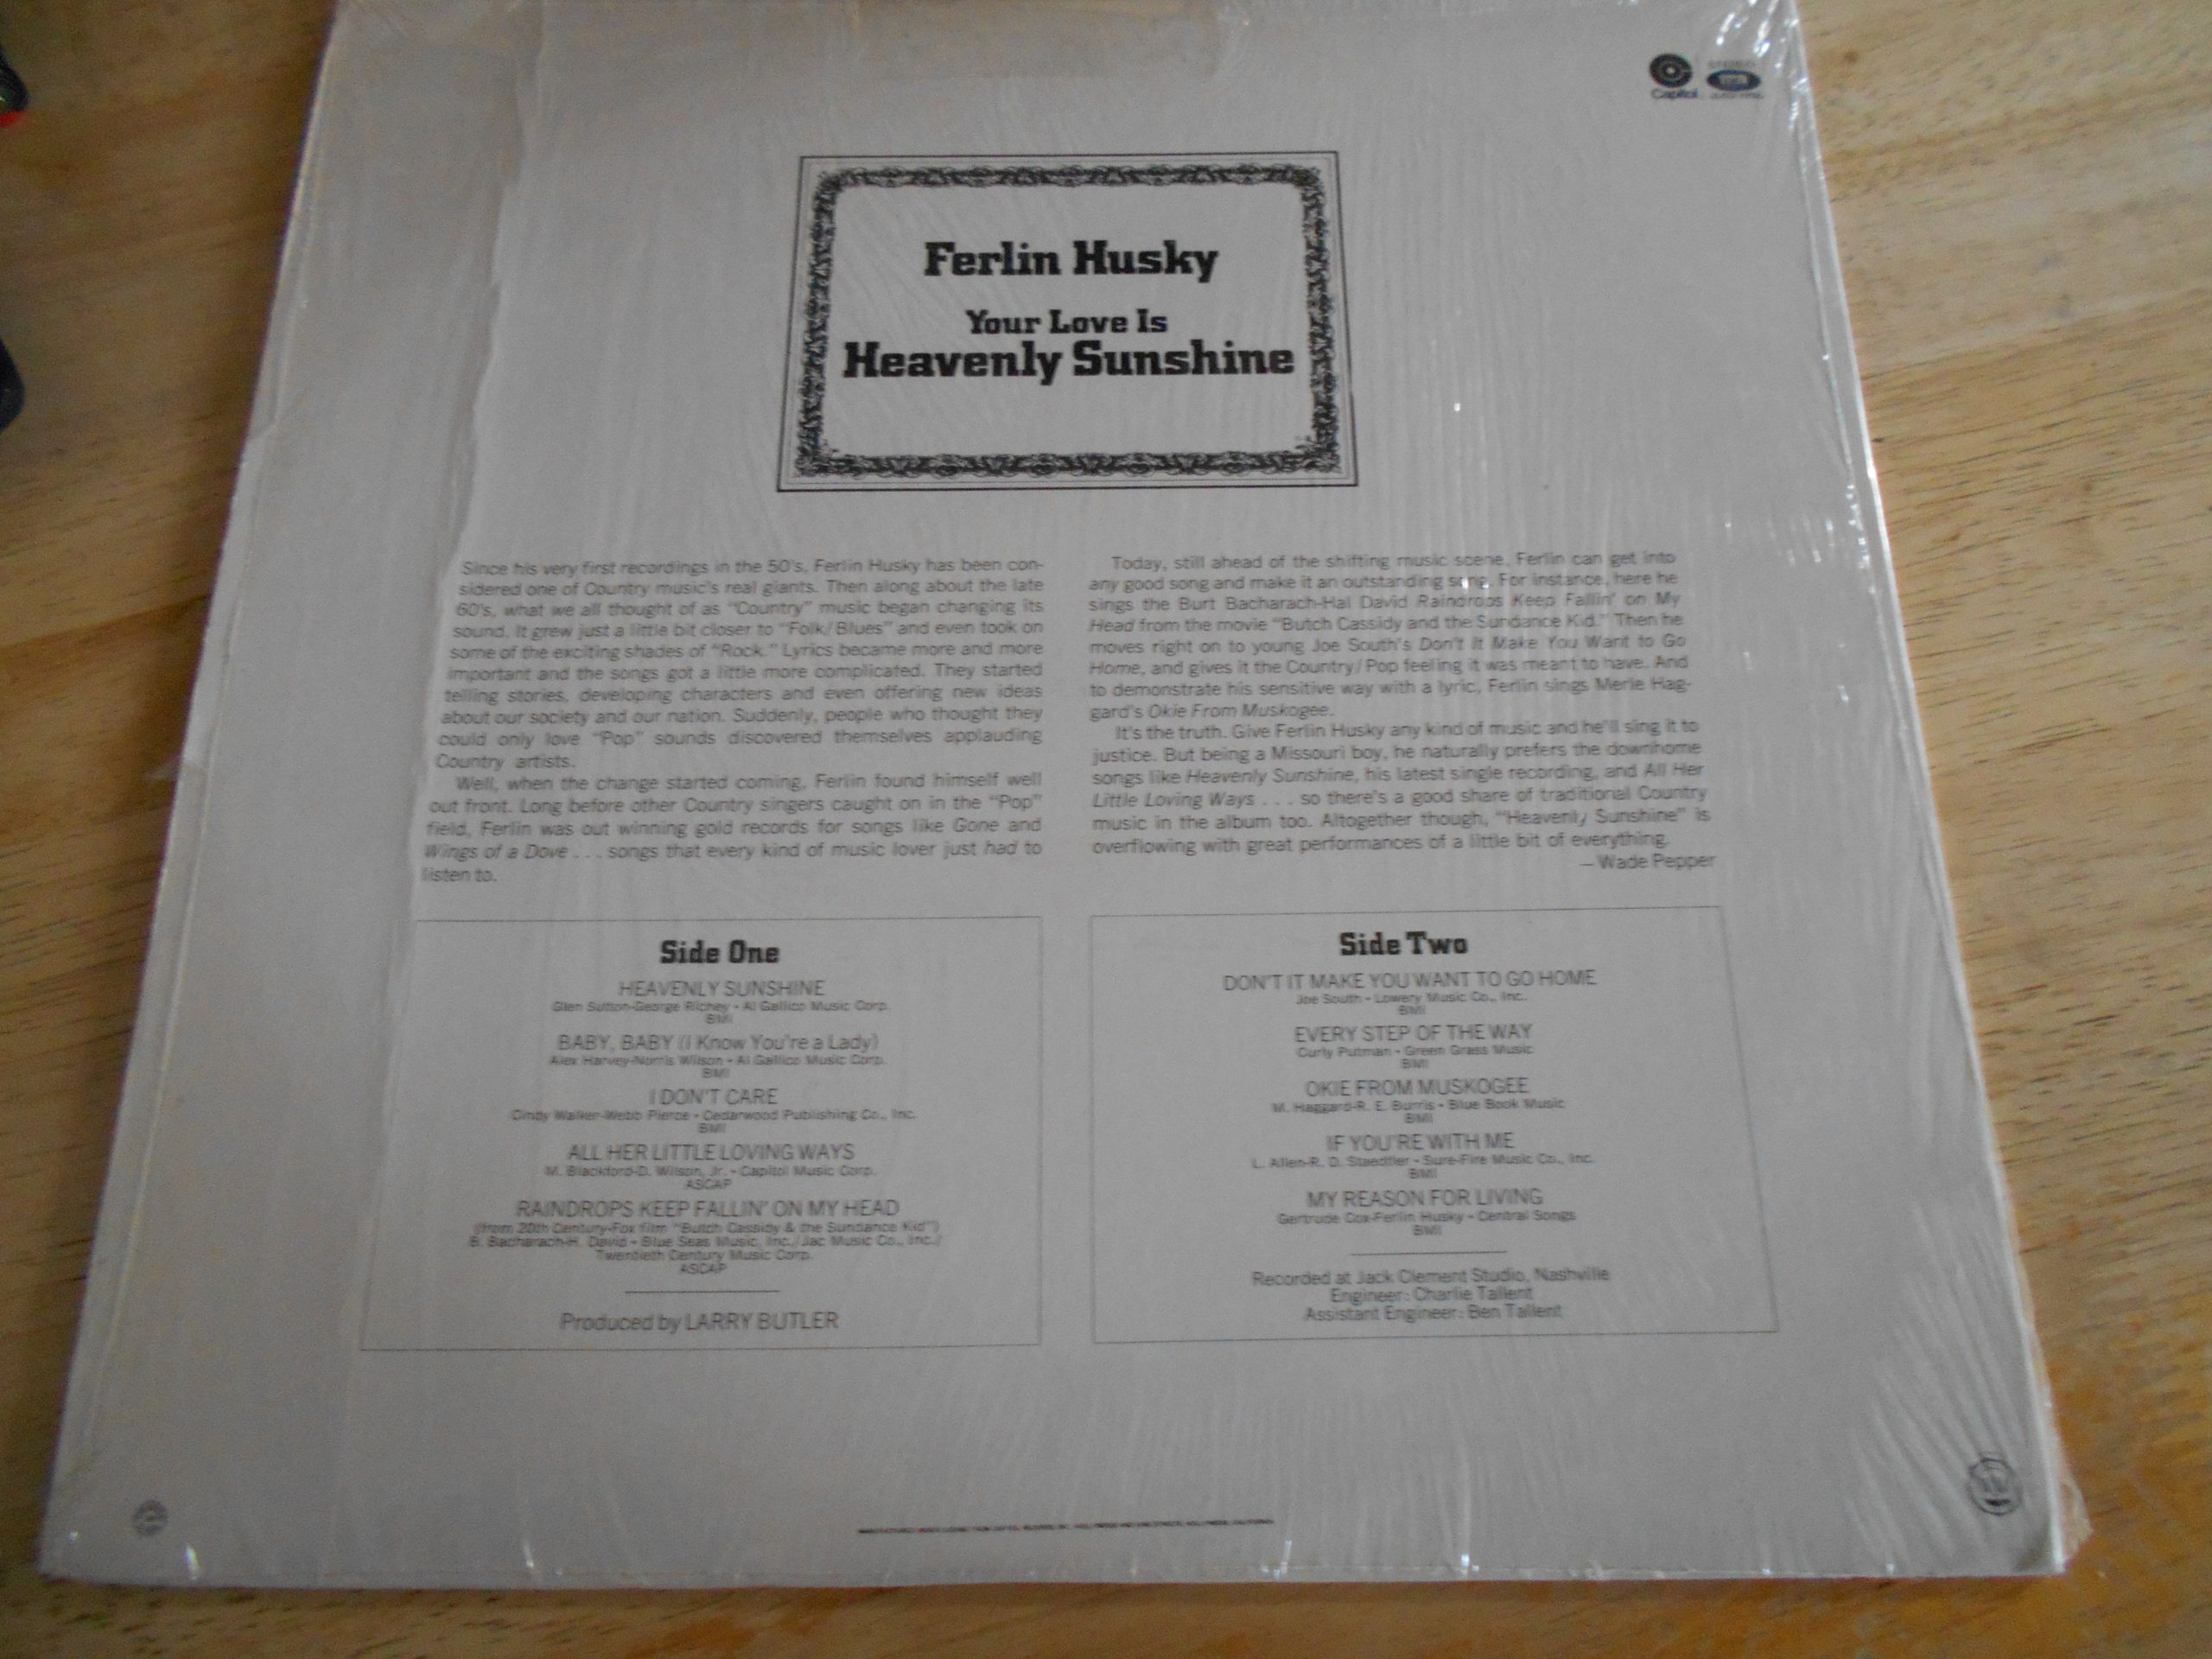 Capitol
STEREO
Ferlin Husky
Your Love Is
Heavenly Sunshine
Since his very first recordings in the 50's, Ferlin Husky has been con-
sidered one of Country music's real giants. Then along about the late
60's, what we all thought of as "Country" music began changing its
sound. It grew just a little bit closer to "Folk/Blues" and even took on
some of the exciting shades of "Rock." Lyrics became more and more
important and the songs got a little more complicated. They started
telling stories, developing characters and even offering new ideas
about our society and our nation. Suddenly, people who thought they
could only love "Pop" sounds discovered themselves applauding
Country artists.
Well, when the change started coming, Ferlin found himself well
out front. Long before other Country singers caught on in the "Pop"
field, Ferlin was out winning gold records for songs like Gone and
Wings of a Dove . . . songs that every kind of music lover just had to
listen to.
Today, still ahead of the shifting music scene, Ferlin can get into
any good song and make it an outstanding song. For instance, here he
sings the Burt Bacharach-Hal David Raindrops Keep Fallin' on My
Head from the movie "Butch Cassidy and the Sundance Kid." Then he
moves right on to young Joe South's Don't It Make You Want to Go
Home, and gives it the Country/Pop feeling it was meant to have. And
to demonstrate his sensitive way with a lyric, Ferlin sings Merle Hag-
gard's Okie From Muskogee.
It's the truth. Give Ferlin Husky any kind of music and he'll sing it to
justice. But being a Missouri boy, he naturally prefers the downhome
songs like Heavenly Sunshine, his latest single recording, and All Her
Little Loving Ways . . . so there's a good share of traditional Country
music in the album too. Altogether though, "Heavenly Sunshine" is
overflowing with great performances of a little bit of everything.
— Wade Pepper
Side One
HEAVENLY SUNSHINE
Glen Sutton-George Richey • Al Gallico Music Corp.
BMI
BABY, BABY (I Know You're a Lady)
Alex Harvey-Norris Wilson • Al Gallico Music Corp.
BMI
I DON'T CARE
Cindy Walker-Webb Pierce • Cedarwood Publishing Co., Inc.
BMI
ALL HER LITTLE LOVING WAYS
M. Blackford-D. Wilson, Jr. • Capitol Music Corp.
ASCAP
RAINDROPS KEEP FALLIN' ON MY HEAD
(from 20th Century-Fox film "Butch Cassidy & the Sundance Kid")
B. Bacharach-H. David • Blue Seas Music, Inc./Jac Music Co., Inc./
Twentieth Century Music Corp.
ASCAP
Produced by LARRY BUTLER
Side Two
DON'T IT MAKE YOU WANT TO GO HOME
Joe South • Lowery Music Co., Inc.
BMI
EVERY STEP OF THE WAY
Curly Putman • Green Grass Music
BMI
OKIE FROM MUSKOGEE
M. Haggard-R. E. Burris • Blue Book Music
BMI
IF YOU'RE WITH ME
L. Allen-R. D. Staedtler • Sure-Fire Music Co., Inc.
BMI
MY REASON FOR LIVING
Gertrude Cox-Ferlin Husky • Central Songs
BMI
Recorded at Jack Clement Studio, Nashville
Engineer: Charlie Tallent
Assistant Engineer: Ben Tallent